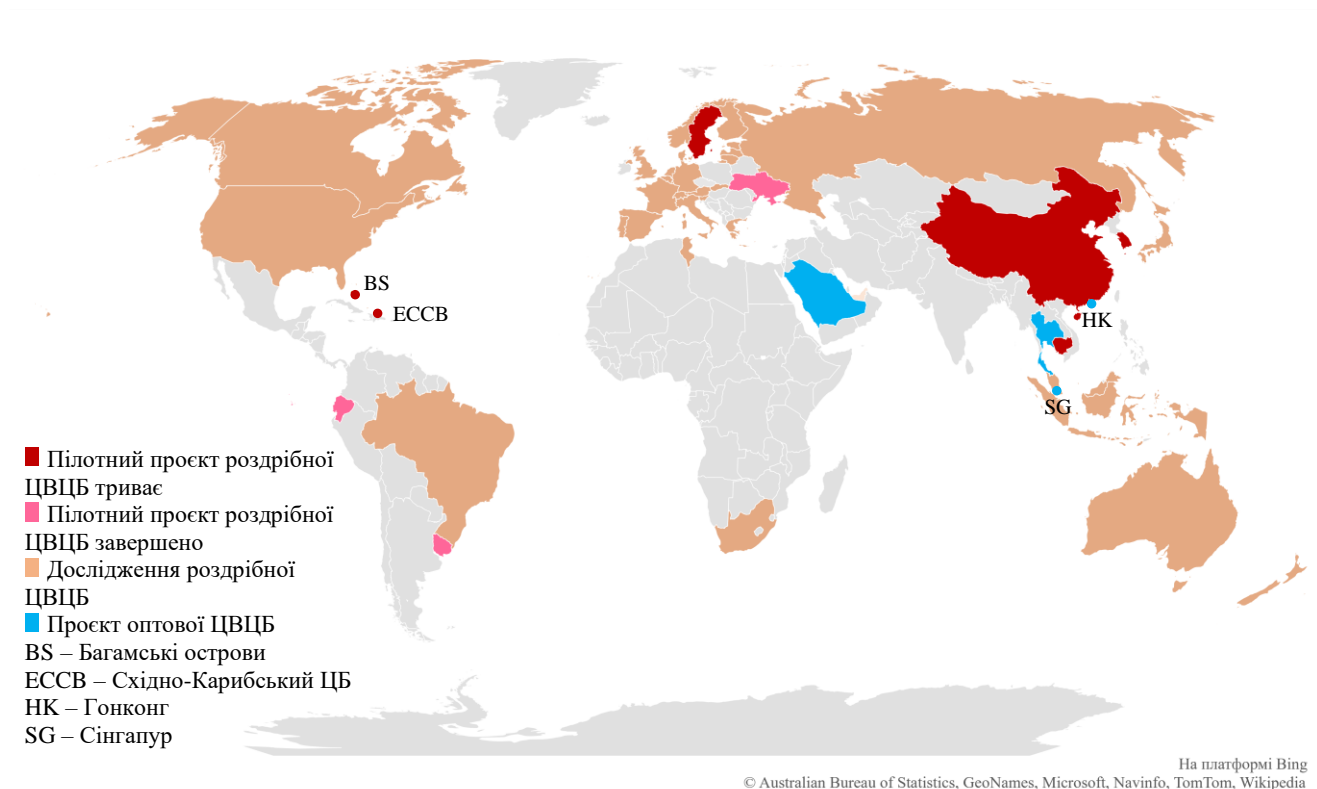 BS
ECCB
HK
SG
Пілотний проєкт роздрібної
ЦВЦБ триває
Пілотний проєкт роздрібної
ЦВЦБ завершено
Дослідження роздрібної
ЦВЦБ
Проєкт оптової ЦВЦБ
BS – Багамські острови
ECCB – Східно-Карибський ЦБ
HK – Гонконг
SG – Сінгапур
На платформі Bing
© Australian Bureau of Statistics, GeoNames, Microsoft, Navinfo, TomTom, Wikipedia